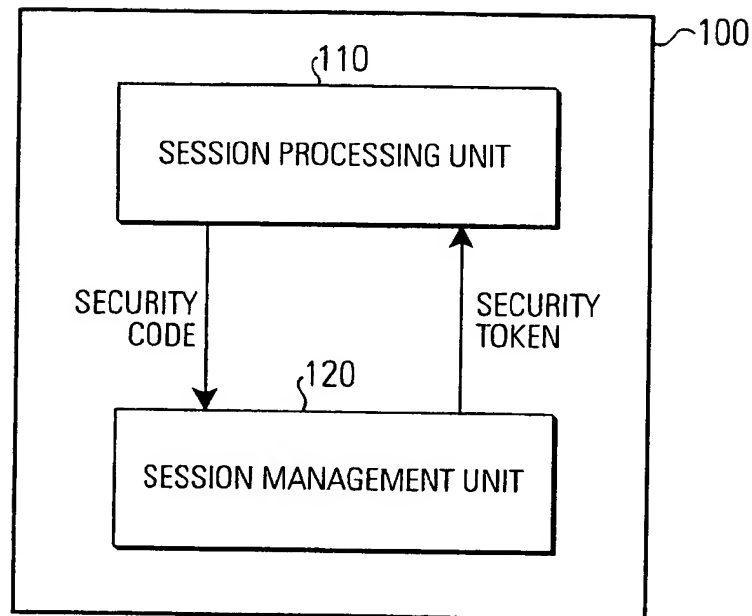 100
110
SESSION PROCESSING UNIT
SECURITY
CODE
SECURITY
TOKEN
120
SESSION MANAGEMENT UNIT